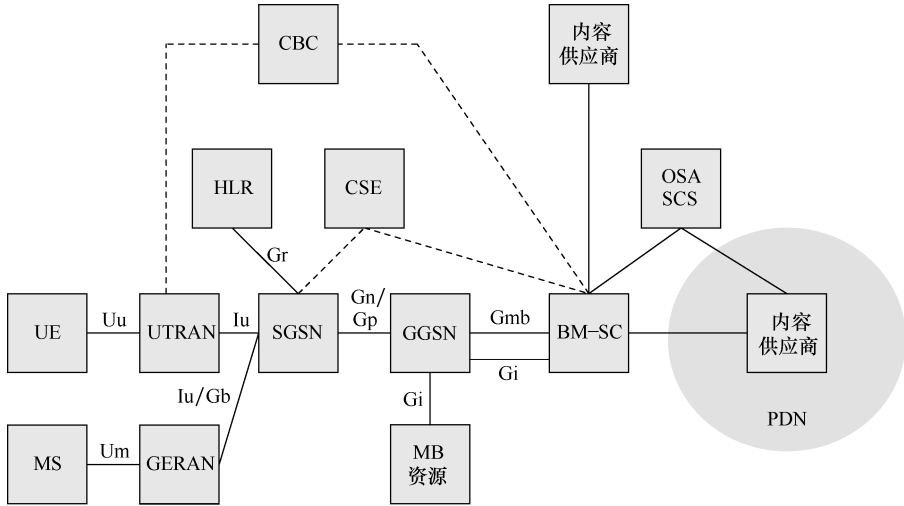 CBC
内容
供应商
HLR
CSE
OSA
SCS
Gr
Gn/
Gp
UE
Uu
UTRAN
Iu
SGSN
GGSN
Gmb
Gi
BM-SC
内容
供应商
PDN
Iu/Gb
Gi
MS
Um
GERAN
MB
资源